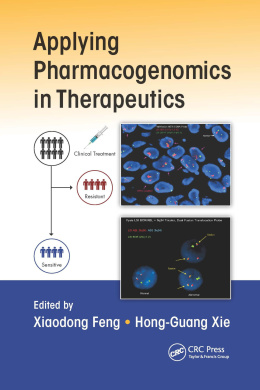 Applying
Pharmacogenomics
in Therapeutics
Clinical Treatment
Resistant
Sensitive
Edited by
Xiaodong Feng • Hong-Guang Xie
CRC
CRC Press
Taylor & Francis Group